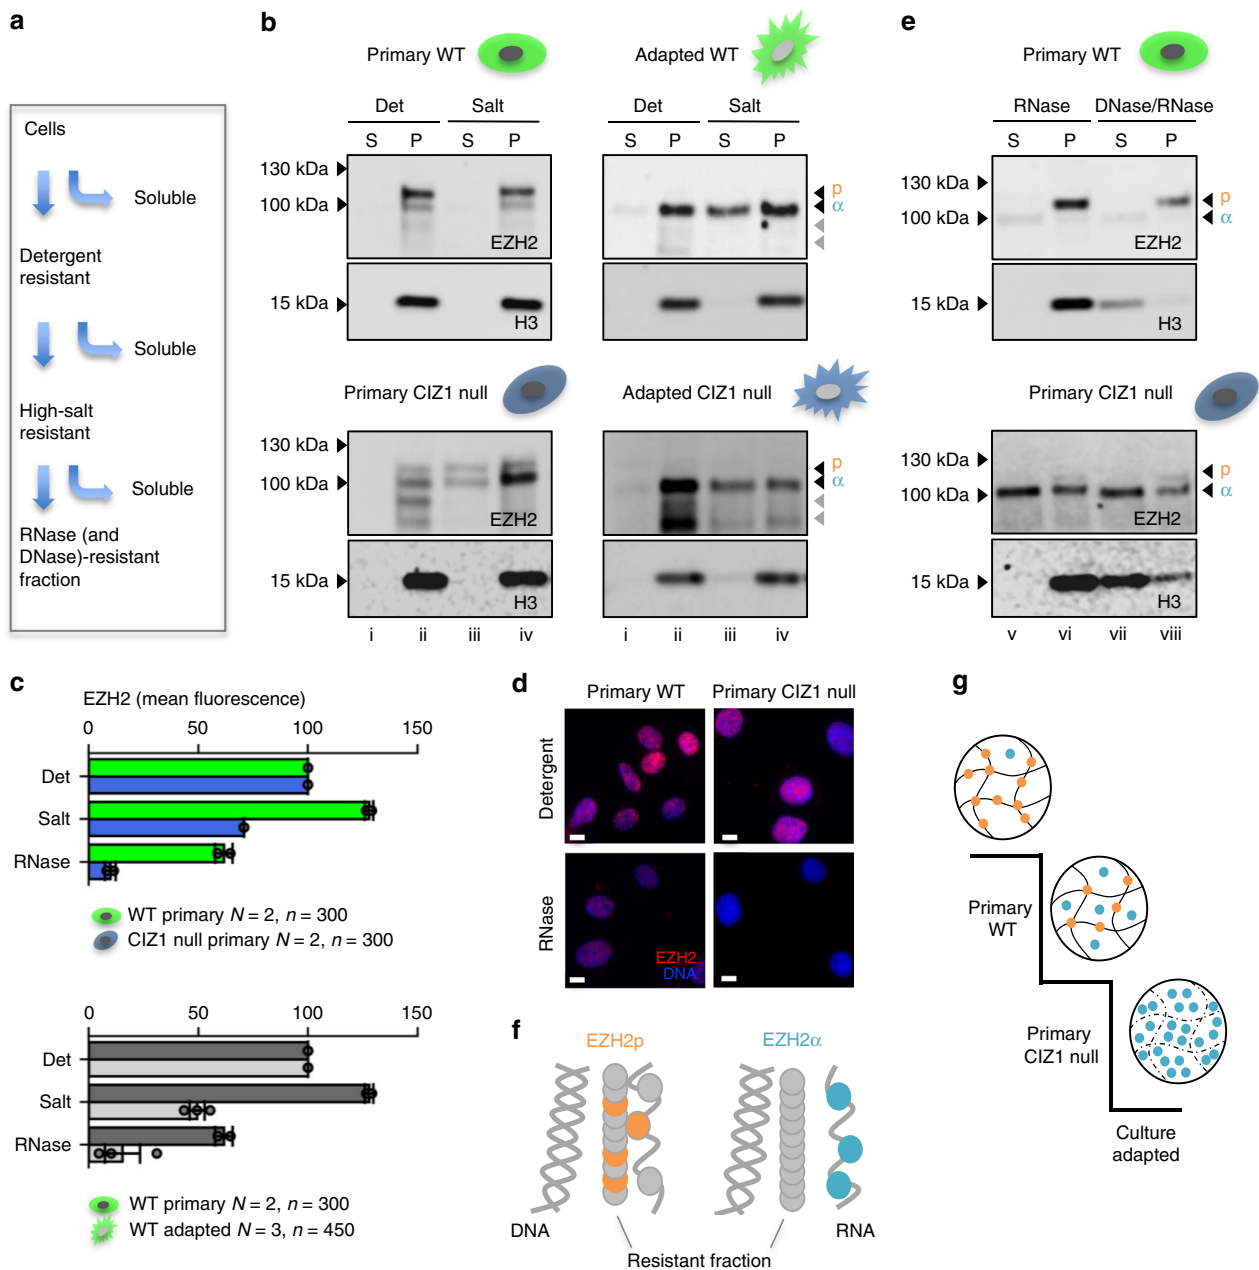 a
Cells
Soluble
Detergent
resistant
Soluble
High-salt
resistant
Soluble
RNase (and
DNase)-resistant
fraction
b
Primary WT
Det Salt
S P S P
130 kDa
100 kDa
EZH2
15 kDa
H3
Adapted WT
Det Salt
S P S P
p
α
Primary CIZ1 null
130 kDa
100 kDa
EZH2
15 kDa
H3
i ii iii iv
Adapted CIZ1 null
p
α
i ii iii iv
e
Primary WT
RNase DNase/RNase
S P S P
130 kDa
100 kDa
p
α
EZH2
15 kDa
H3
Primary CIZ1 null
130 kDa
100 kDa
p
α
EZH2
15 kDa
H3
v vi vii viii
c
EZH2 (mean fluorescence)
0 50 100 150
Det
Salt
RNase
WT primary N = 2, n = 300
CIZ1 null primary N = 2, n = 300
0 50 100 150
Det
Salt
RNase
WT primary N = 2, n = 300
WT adapted N = 3, n = 450
d
Primary WT Primary CIZ1 null
Detergent
RNase
EZH2
DNA
f
EZH2p EZH2α
DNA RNA
Resistant fraction
g
Primary
WT
Primary
CIZ1 null
Culture
adapted